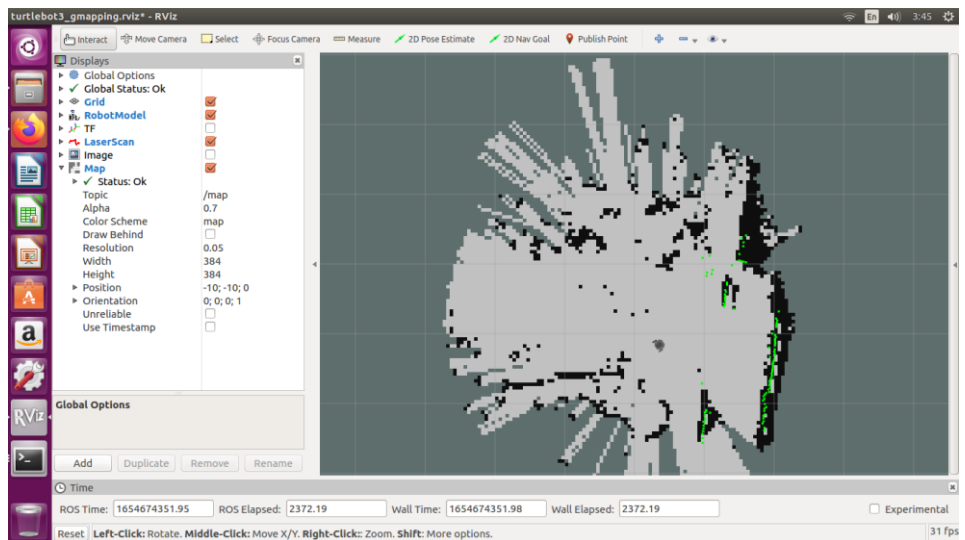 turtlebot3_gmapping.rviz* - RViz
En 3:45
Interact Move Camera Select Focus Camera Measure 2D Pose Estimate 2D Nav Goal Publish Point
Displays
Global Options
Global Status: Ok
Grid
RobotModel
TF
LaserScan
Image
Map
Status: Ok
Topic /map
Alpha 0.7
Color Scheme map
Draw Behind
Resolution 0.05
Width 384
Height 384
Position -10; -10; 0
Orientation 0; 0; 0; 1
Unreliable
Use Timestamp
Global Options
Add Duplicate Remove Rename
Time
ROS Time: 1654674351.95 ROS Elapsed: 2372.19 Wall Time: 1654674351.98 Wall Elapsed: 2372.19 Experimental
Reset Left-Click: Rotate. Middle-Click: Move X/Y. Right-Click:: Zoom. Shift: More options. 31 fps
a
RViz
>_